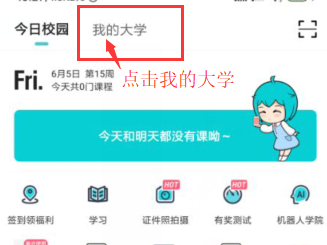 今日校园 我的大学
Fri. 6月5日 第15周
今天共0门课程
点击我的大学
今天和明天都没有课呦~
HOT HOT
签到领福利 学习 证件照拍摄 有奖测试 机器人学院
AI